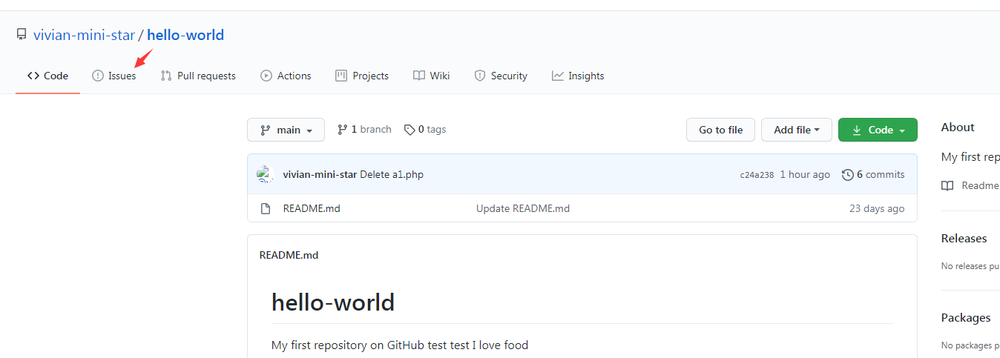 vivian-mini-star / hello-world
Code Issues Pull requests Actions Projects Wiki Security Insights
main 1 branch 0 tags Go to file Add file Code
About
My first rep
Readme
vivian-mini-star Delete a1.php c24a238 1 hour ago 6 commits
README.md Update README.md 23 days ago
Releases
No releases pu
README.md
hello-world
Packages
My first repository on GitHub test test I love food
No packages p